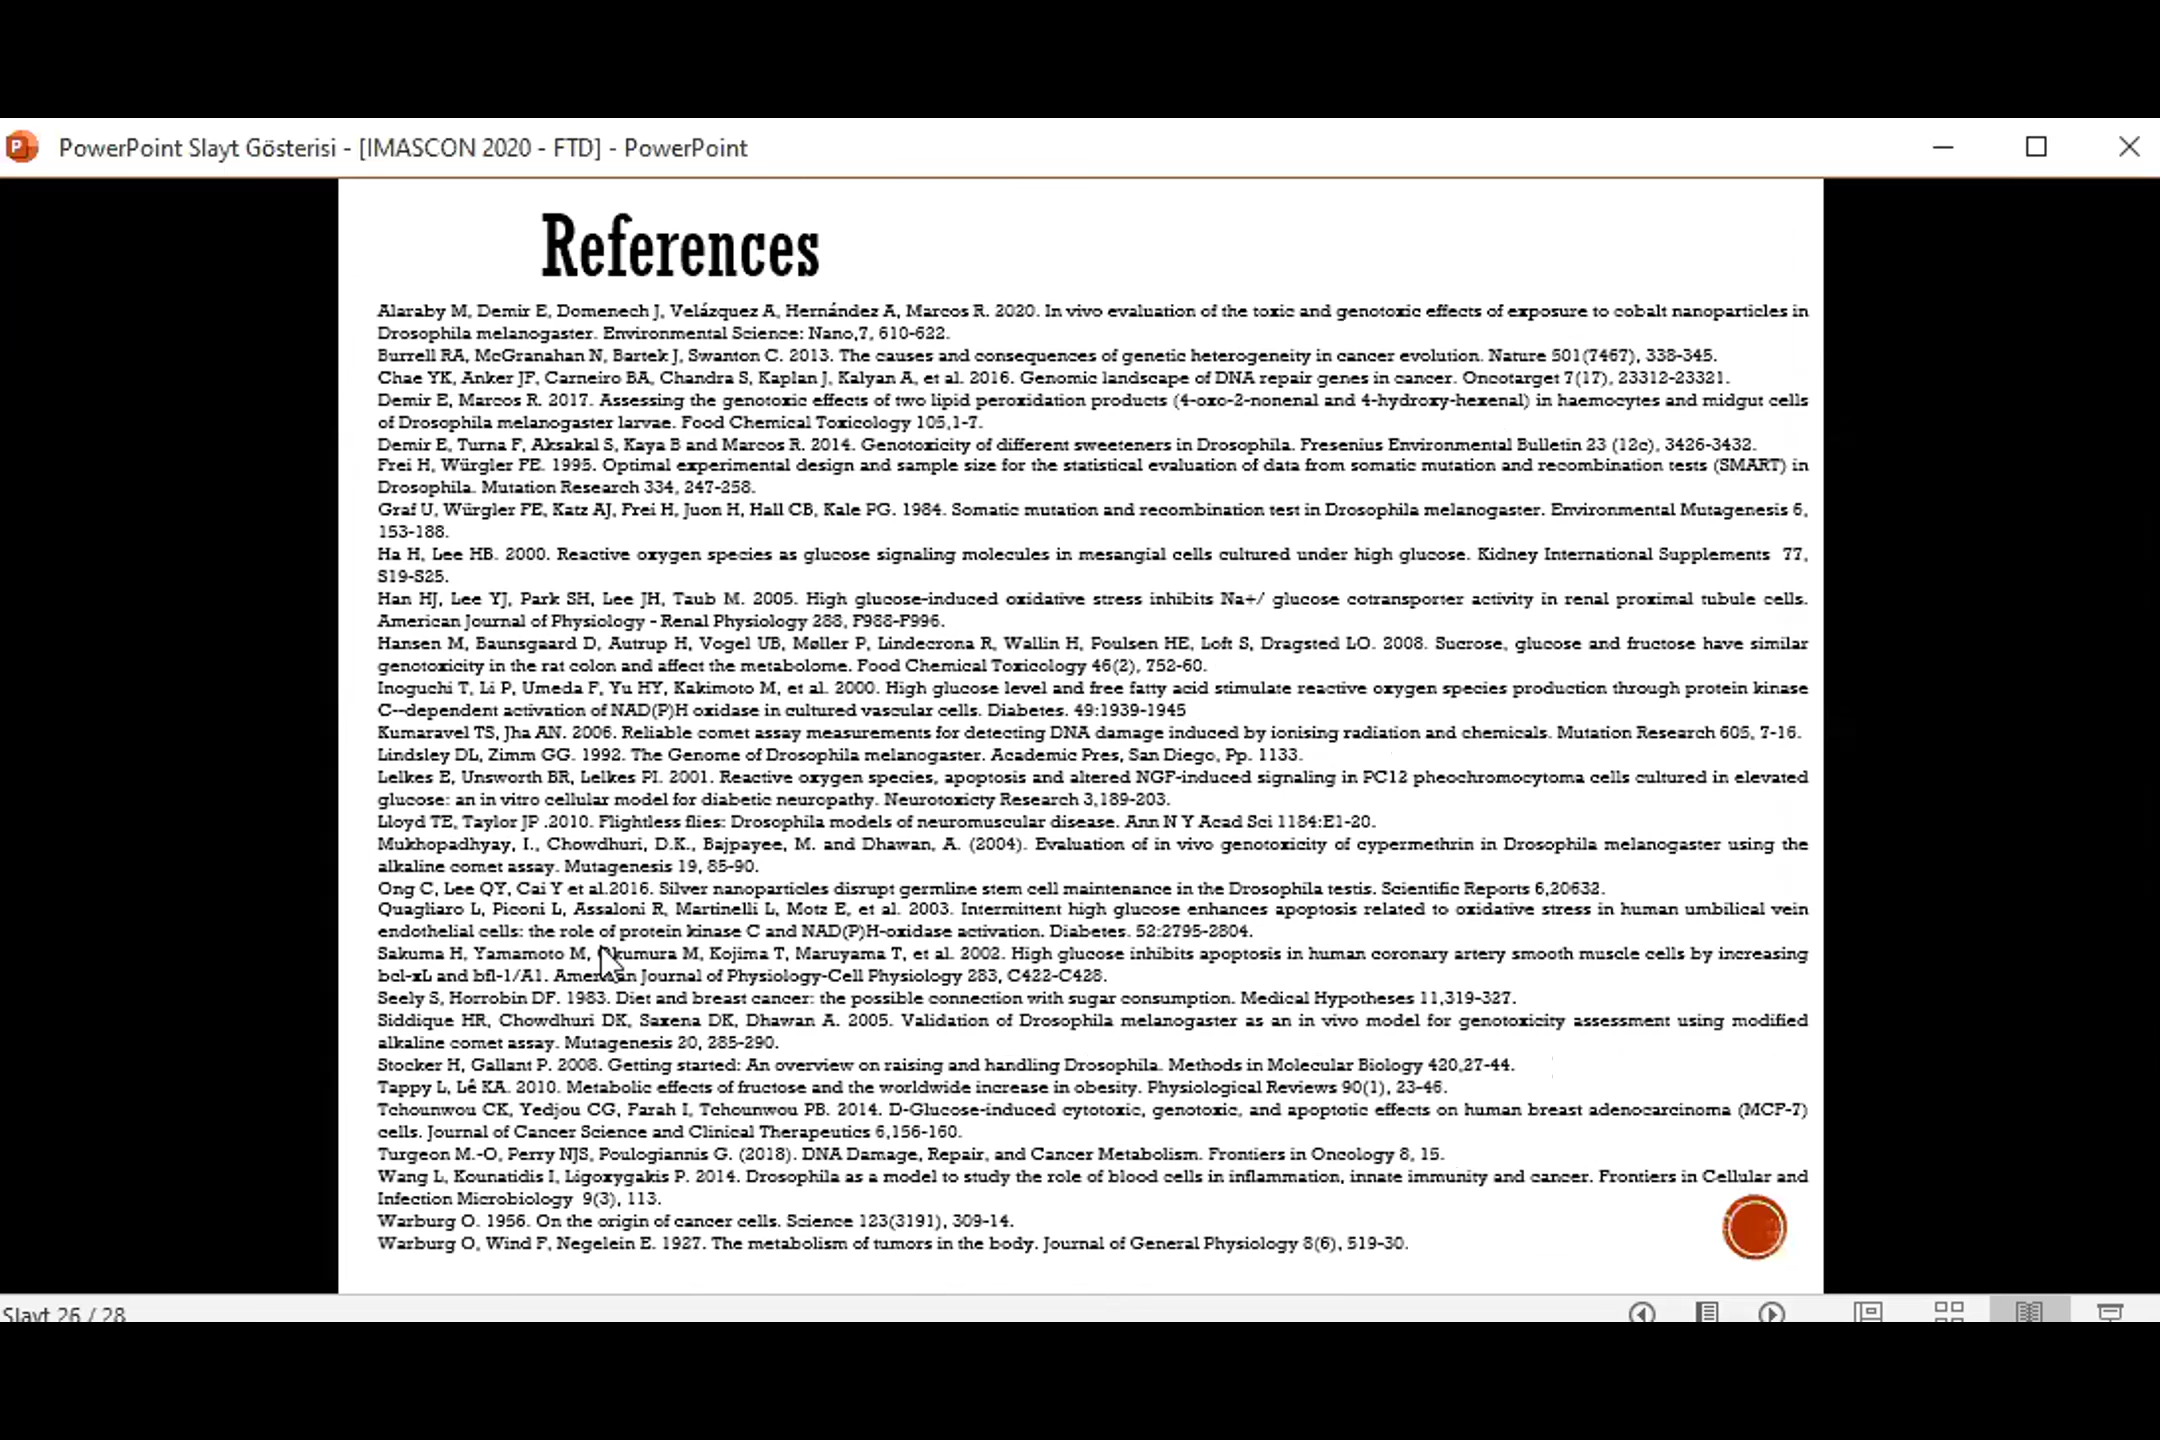 PowerPoint Slayt Gösterisi - [IMASCON 2020 - FTD] - PowerPoint
References
Alaraby M, Demir E, Domenech J, Velázquez A, Hernández A, Marcos R. 2020. In vivo evaluation of the toxic and genotoxic effects of exposure to cobalt nanoparticles in
Drosophila melanogaster. Environmental Science: Nano,7, 610-622.
Burrell RA, McGranahan N, Bartek J, Swanton C. 2013. The causes and consequences of genetic heterogeneity in cancer evolution. Nature 501(7467), 338-345.
Chae YK, Anker JF, Carneiro BA, Chandra S, Kaplan J, Kalyan A, et al. 2016. Genomic landscape of DNA repair genes in cancer. Oncotarget 7(17), 23312-23321.
Demir E, Marcos R. 2017. Assessing the genotoxic effects of two lipid peroxidation products (4-oxo-2-nonenal and 4-hydroxy-hexenal) in haemocytes and midgut cells
of Drosophila melanogaster larvae. Food Chemical Toxicology 105,1-7.
Demir E, Turna F, Aksakal S, Kaya B and Marcos R. 2014. Genotoxicity of different sweeteners in Drosophila. Fresenius Environmental Bulletin 23 (12c), 3426-3432.
Frei H, Würgler FE. 1995. Optimal experimental design and sample size for the statistical evaluation of data from somatic mutation and recombination tests (SMART) in
Drosophila. Mutation Research 334, 247-258.
Graf U, Würgler FE, Katz AJ, Frei H, Juon H, Hall CB, Kale PG. 1984. Somatic mutation and recombination test in Drosophila melanogaster. Environmental Mutagenesis 6,
153-188.
Ha H, Lee HB. 2000. Reactive oxygen species as glucose signaling molecules in mesangial cells cultured under high glucose. Kidney International Supplements 77,
S19-S25.
Han HJ, Lee YJ, Park SH, Lee JH, Taub M. 2005. High glucose-induced oxidative stress inhibits Na+/ glucose cotransporter activity in renal proximal tubule cells.
American Journal of Physiology - Renal Physiology 288, F988-F996.
Hansen M, Baunsgaard D, Autrup H, Vogel UB, Møller P, Lindecrona R, Wallin H, Poulsen HE, Loft S, Dragsted LO. 2008. Sucrose, glucose and fructose have similar
genotoxicity in the rat colon and affect the metabolome. Food Chemical Toxicology 46(2), 752-60.
Inoguchi T, Li P, Umeda F, Yu HY, Kakimoto M, et al. 2000. High glucose level and free fatty acid stimulate reactive oxygen species production through protein kinase
C--dependent activation of NAD(P)H oxidase in cultured vascular cells. Diabetes. 49:1939-1945
Kumaravel TS, Jha AN. 2006. Reliable comet assay measurements for detecting DNA damage induced by ionising radiation and chemicals. Mutation Research 605, 7-16.
Lindsley DL, Zimm GG. 1992. The Genome of Drosophila melanogaster. Academic Pres, San Diego, Pp. 1133.
Lelkes E, Unsworth BR, Lelkes PI. 2001. Reactive oxygen species, apoptosis and altered NGF-induced signaling in PC12 pheochromocytoma cells cultured in elevated
glucose: an in vitro cellular model for diabetic neuropathy. Neurotoxicty Research 3,189-203.
Lloyd TE, Taylor JP .2010. Flightless flies: Drosophila models of neuromuscular disease. Ann N Y Acad Sci 1184:E1-20.
Mukhopadhyay, I., Chowdhuri, D.K., Bajpayee, M. and Dhawan, A. (2004). Evaluation of in vivo genotoxicity of cypermethrin in Drosophila melanogaster using the
alkaline comet assay. Mutagenesis 19, 85-90.
Ong C, Lee QY, Cai Y et al.2016. Silver nanoparticles disrupt germline stem cell maintenance in the Drosophila testis. Scientific Reports 6,20632.
Quagliaro L, Piconi L, Assaloni R, Martinelli L, Motz E, et al. 2003. Intermittent high glucose enhances apoptosis related to oxidative stress in human umbilical vein
endothelial cells: the role of protein kinase C and NAD(P)H-oxidase activation. Diabetes. 52:2795-2804.
Sakuma H, Yamamoto M, kumura M, Kojima T, Maruyama T, et al. 2002. High glucose inhibits apoptosis in human coronary artery smooth muscle cells by increasing
bcl-xL and bfl-1/A1. American Journal of Physiology-Cell Physiology 283, C422-C428.
Seely S, Horrobin DF. 1983. Diet and breast cancer: the possible connection with sugar consumption. Medical Hypotheses 11,319-327.
Siddique HR, Chowdhuri DK, Saxena DK, Dhawan A. 2005. Validation of Drosophila melanogaster as an in vivo model for genotoxicity assessment using modified
alkaline comet assay. Mutagenesis 20, 285-290.
Stocker H, Gallant P. 2008. Getting started: An overview on raising and handling Drosophila. Methods in Molecular Biology 420,27-44.
Tappy L, Lê KA. 2010. Metabolic effects of fructose and the worldwide increase in obesity. Physiological Reviews 90(1), 23-46.
Tchounwou CK, Yedjou CG, Farah I, Tchounwou PB. 2014. D-Glucose-induced cytotoxic, genotoxic, and apoptotic effects on human breast adenocarcinoma (MCF-7)
cells. Journal of Cancer Science and Clinical Therapeutics 6,156-160.
Turgeon M.-O, Perry NJS, Poulogiannis G. (2018). DNA Damage, Repair, and Cancer Metabolism. Frontiers in Oncology 8, 15.
Wang L, Kounatidis I, Ligoxygakis P. 2014. Drosophila as a model to study the role of blood cells in inflammation, innate immunity and cancer. Frontiers in Cellular and
Infection Microbiology 9(3), 113.
Warburg O. 1956. On the origin of cancer cells. Science 123(3191), 309-14.
Warburg O, Wind F, Negelein E. 1927. The metabolism of tumors in the body. Journal of General Physiology 8(6), 519-30.
Slayt 26 / 28